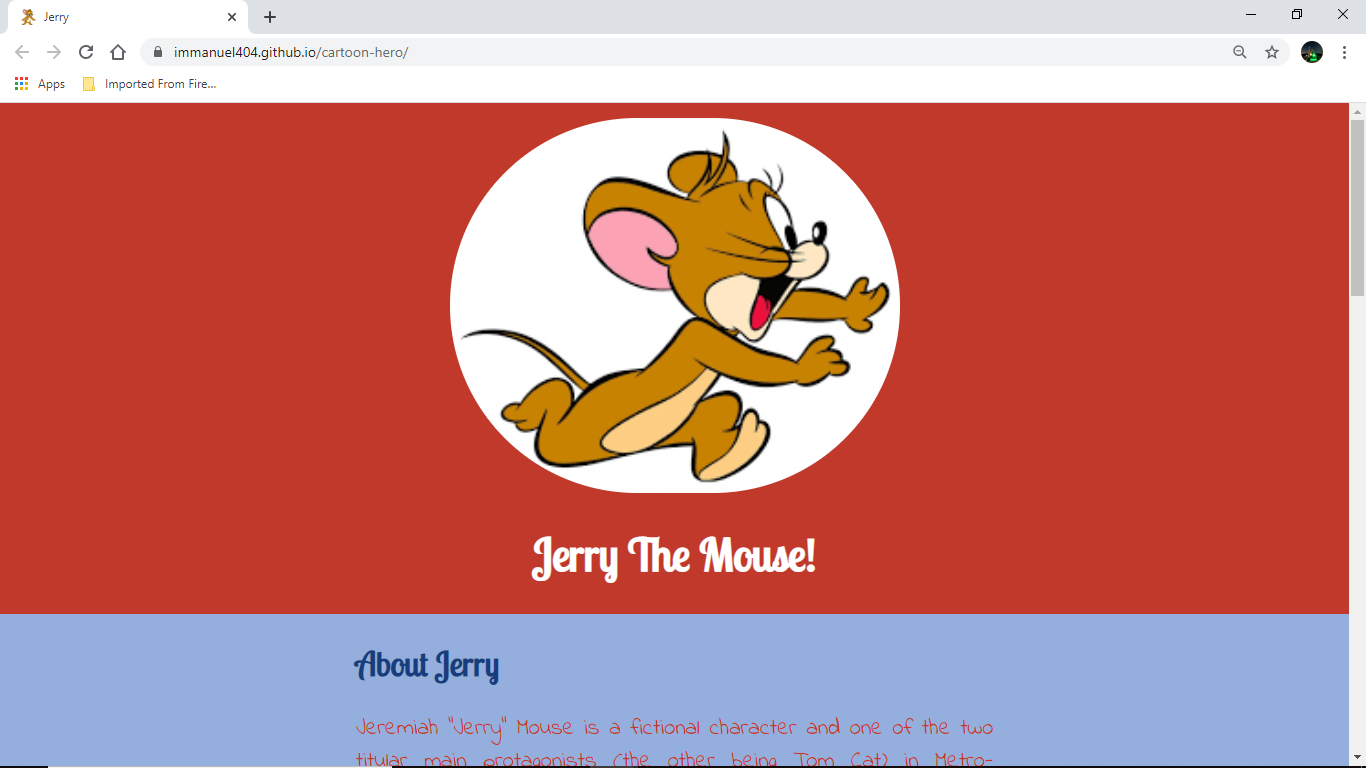 Jerry
immanuel404.github.io/cartoon-hero/
Apps Imported From Fire...
Jerry The Mouse!
About Jerry
Jeremiah "Jerry" Mouse is a fictional character and one of the two
titular main protagonists (the other being Tom Cat) in Metro-